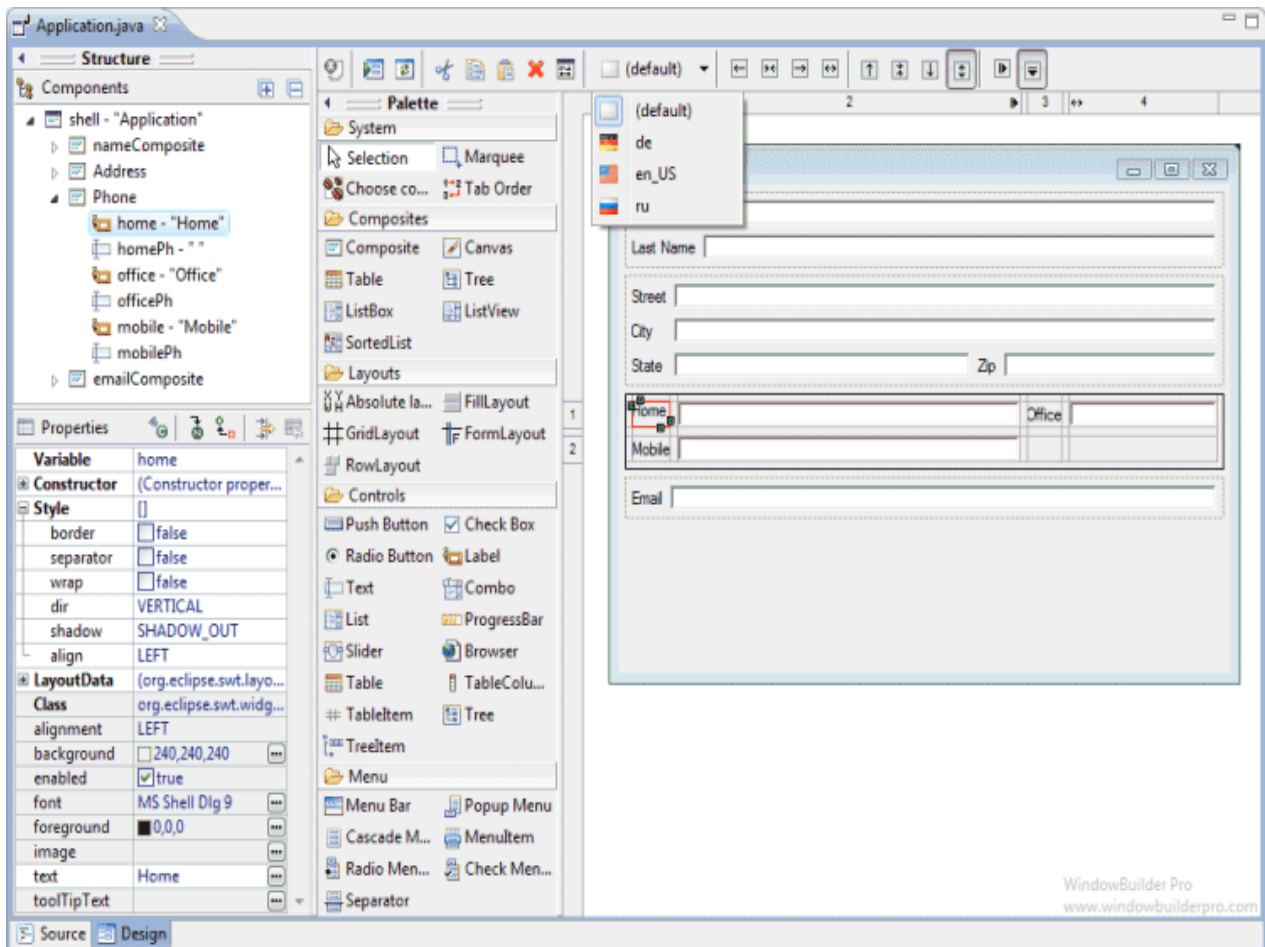 Application.java
Structure
Components
shell - "Application"
nameComposite
Address
Phone
home - "Home"
homePh - " "
office - "Office"
officePh
mobile - "Mobile"
mobilePh
emailComposite
Properties
Variable home
Constructor (Constructor proper...
Style []
border false
separator false
wrap false
dir VERTICAL
shadow SHADOW_OUT
align LEFT
LayoutData (org.eclipse.swt.layo...
Class org.eclipse.swt.widg...
alignment LEFT
background 240,240,240
enabled true
font MS Shell Dlg 9
foreground 0,0,0
image
text Home
toolTipText
Source Design
Palette
System
Selection Marquee
Choose co... Tab Order
Composites
Composite Canvas
Table Tree
ListBox ListView
SortedList
Layouts
Absolute la... FillLayout
GridLayout FormLayout
RowLayout
Controls
Push Button Check Box
Radio Button Label
Text Combo
List ProgressBar
Slider Browser
Table TableColu...
TableItem Tree
TreeItem
Menu
Menu Bar Popup Menu
Cascade M... MenuItem
Radio Men... Check Men...
Separator
(default)
(default)
de
en_US
ru
2 3 4
1
2
Last Name
Street
City
State Zip
Home Office
Mobile
Email
WindowBuilder Pro
www.windowbuilderpro.com